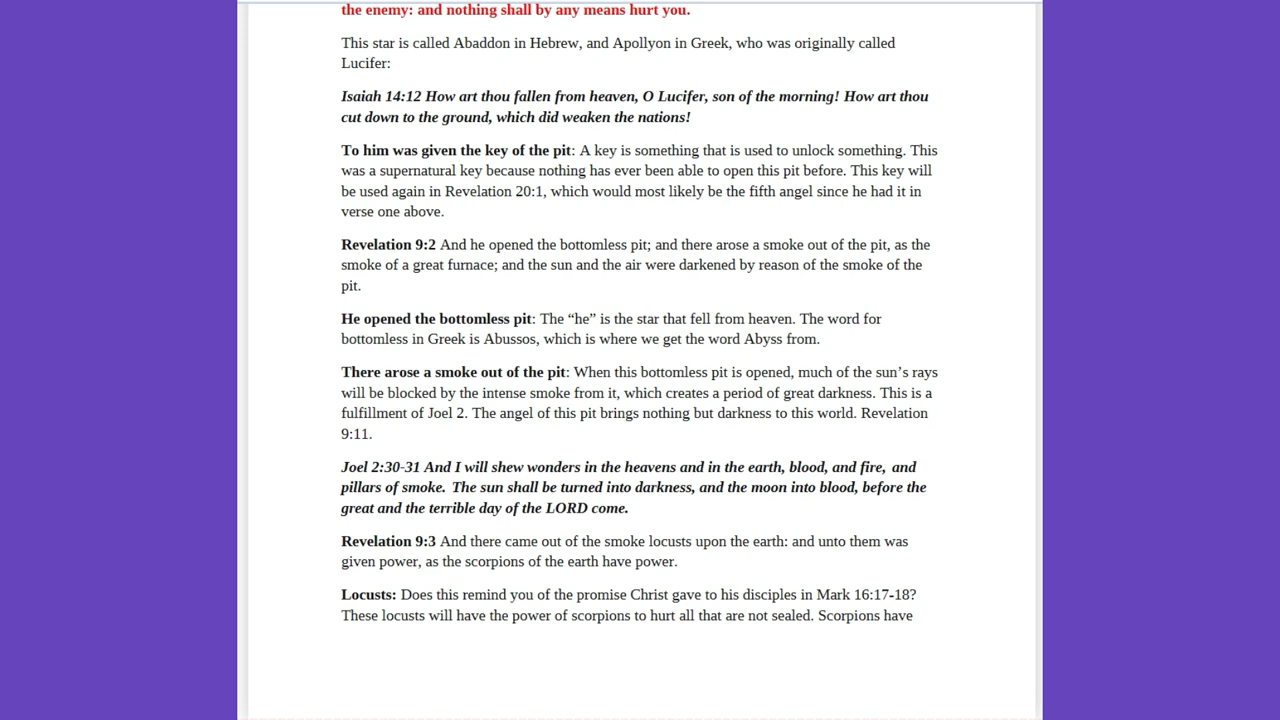 the enemy: and nothing shall by any means hurt you.
This star is called Abaddon in Hebrew, and Apollyon in Greek, who was originally called
Lucifer:
Isaiah 14:12 How art thou fallen from heaven, O Lucifer, son of the morning! How art thou
cut down to the ground, which did weaken the nations!
To him was given the key of the pit: A key is something that is used to unlock something. This
was a supernatural key because nothing has ever been able to open this pit before. This key will
be used again in Revelation 20:1, which would most likely be the fifth angel since he had it in
verse one above.
Revelation 9:2 And he opened the bottomless pit; and there arose a smoke out of the pit, as the
smoke of a great furnace; and the sun and the air were darkened by reason of the smoke of the
pit.
He opened the bottomless pit: The “he” is the star that fell from heaven. The word for
bottomless in Greek is Abussos, which is where we get the word Abyss from.
There arose a smoke out of the pit: When this bottomless pit is opened, much of the sun’s rays
will be blocked by the intense smoke from it, which creates a period of great darkness. This is a
fulfillment of Joel 2. The angel of this pit brings nothing but darkness to this world. Revelation
9:11.
Joel 2:30-31 And I will shew wonders in the heavens and in the earth, blood, and fire, and
pillars of smoke. The sun shall be turned into darkness, and the moon into blood, before the
great and the terrible day of the LORD come.
Revelation 9:3 And there came out of the smoke locusts upon the earth: and unto them was
given power, as the scorpions of the earth have power.
Locusts: Does this remind you of the promise Christ gave to his disciples in Mark 16:17-18?
These locusts will have the power of scorpions to hurt all that are not sealed. Scorpions have